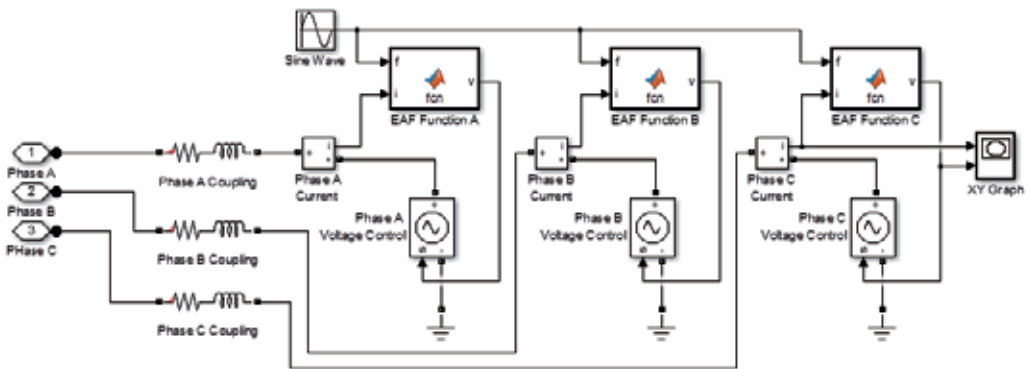 Sine Wave
f
v
i
fcn
EAF Function A
f
v
i
fcn
EAF Function B
f
v
i
fcn
EAF Function C
1
Phase A
2
Phase B
3
PHase C
Phase A Coupling
Phase B Coupling
Phase C Coupling
+
i
Phase A
Current
+
i
Phase B
Current
+
i
Phase C
Current
XY Graph
Phase A
Voltage Control
+
s
-
Phase B
Voltage Control
+
s
-
Phase C
Voltage Control
+
s
-